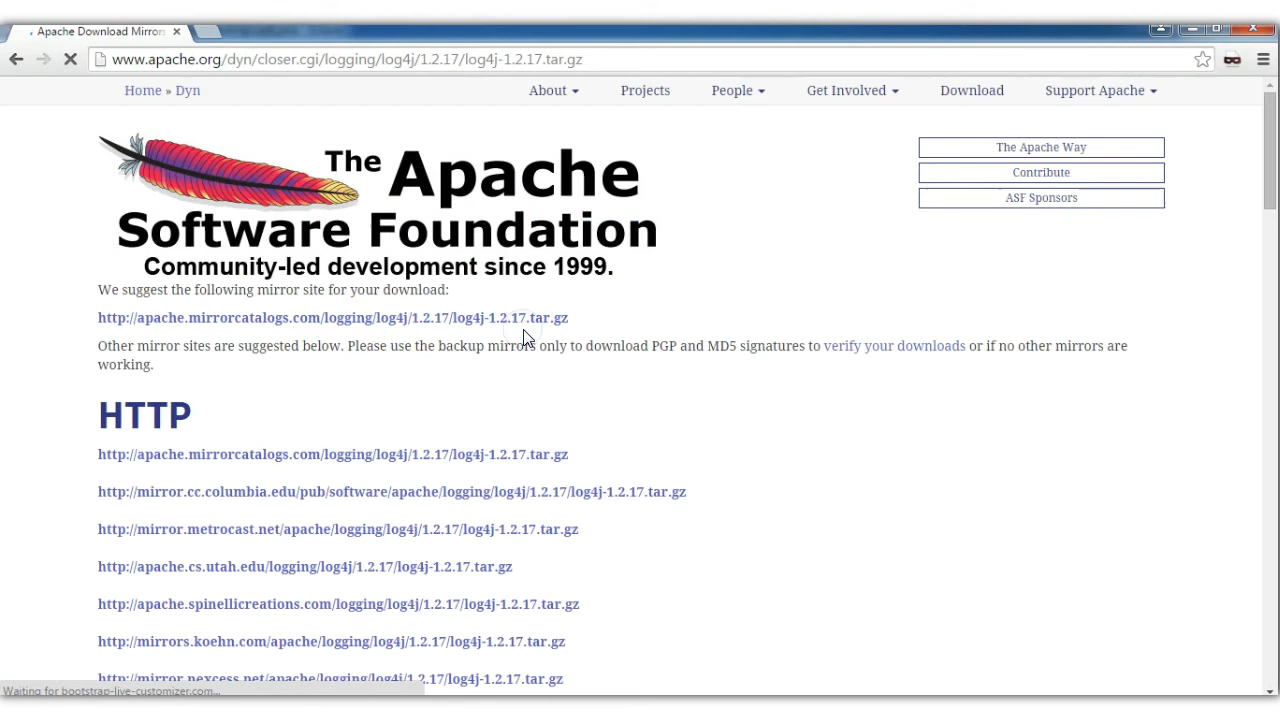 Apache Download Mirrors
www.apache.org/dyn/closer.cgi/logging/log4j/1.2.17/log4j-1.2.17.tar.gz
Home » Dyn
About
Projects
People
Get Involved
Download
Support Apache
The Apache
Software Foundation
Community-led development since 1999.
The Apache Way
Contribute
ASF Sponsors
We suggest the following mirror site for your download:
http://apache.mirrorcatalogs.com/logging/log4j/1.2.17/log4j-1.2.17.tar.gz
Other mirror sites are suggested below. Please use the backup mirrors only to download PGP and MD5 signatures to verify your downloads or if no other mirrors are
working.
HTTP
http://apache.mirrorcatalogs.com/logging/log4j/1.2.17/log4j-1.2.17.tar.gz
http://mirror.cc.columbia.edu/pub/software/apache/logging/log4j/1.2.17/log4j-1.2.17.tar.gz
http://mirror.metrocast.net/apache/logging/log4j/1.2.17/log4j-1.2.17.tar.gz
http://apache.cs.utah.edu/logging/log4j/1.2.17/log4j-1.2.17.tar.gz
http://apache.spinellicreations.com/logging/log4j/1.2.17/log4j-1.2.17.tar.gz
http://mirrors.koehn.com/apache/logging/log4j/1.2.17/log4j-1.2.17.tar.gz
http://mirror.nexcess.net/apache/logging/log4j/1.2.17/log4j-1.2.17.tar.gz
Waiting for bootstrap-live-customizer.com...